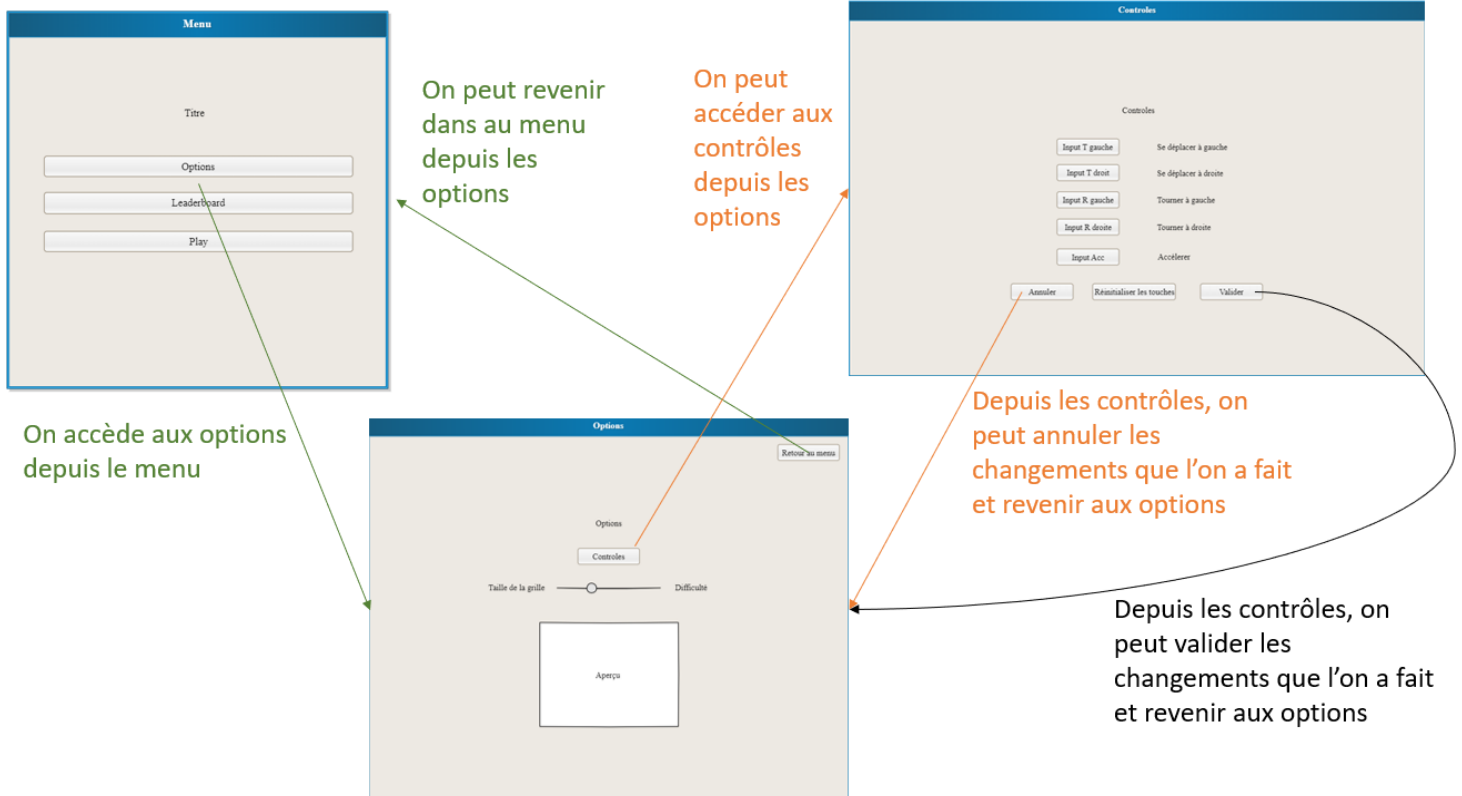 Menu
Titre
Options
Leaderboard
Play
On peut revenir
dans au menu
depuis les
options
On peut
accéder aux
contrôles
depuis les
options
Controles
Controles
Input T gauche Se déplacer à gauche
Input T droit Se déplacer à droite
Input R gauche Tourner à gauche
Input R droite Tourner à droite
Input Acc Accélerer
Annuler Réinitialiser les touches Valider
On accède aux options
depuis le menu
Options
Retour au menu
Options
Controles
Taille de la grille Difficulté
Aperçu
Depuis les contrôles, on
peut annuler les
changements que l’on a fait
et revenir aux options
Depuis les contrôles, on
peut valider les
changements que l’on a fait
et revenir aux options